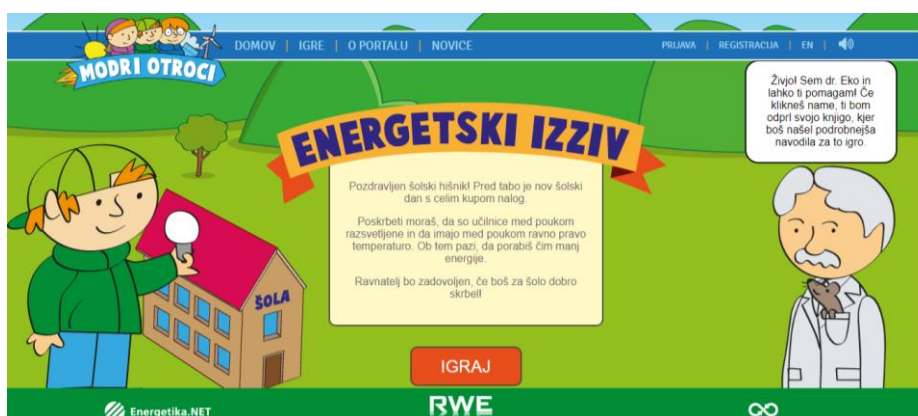 MODRI OTROCI
DOMOV | IGRE | O PORTALU | NOVICE
PRIJAVA | REGISTRACIJA | EN |
Živjo! Sem dr. Eko in
lahko ti pomagam! Če
klikneš name, ti bom
odprl svojo knjigo, kjer
boš našel podrobnejša
navodila za to igro.
ENERGETSKI IZZIV
Pozdravljen šolski hišnik! Pred tabo je nov šolski
dan s celim kupom nalog.
Poskrbeti moraš, da so učilnice med poukom
razsvetljene in da imajo med poukom ravno pravo
temperaturo. Ob tem pazi, da porabiš čim manj
energije.
Ravnatelj bo zadovoljen, če boš za šolo dobro
skrbel!
ŠOLA
IGRAJ
Energetika.NET
RWE